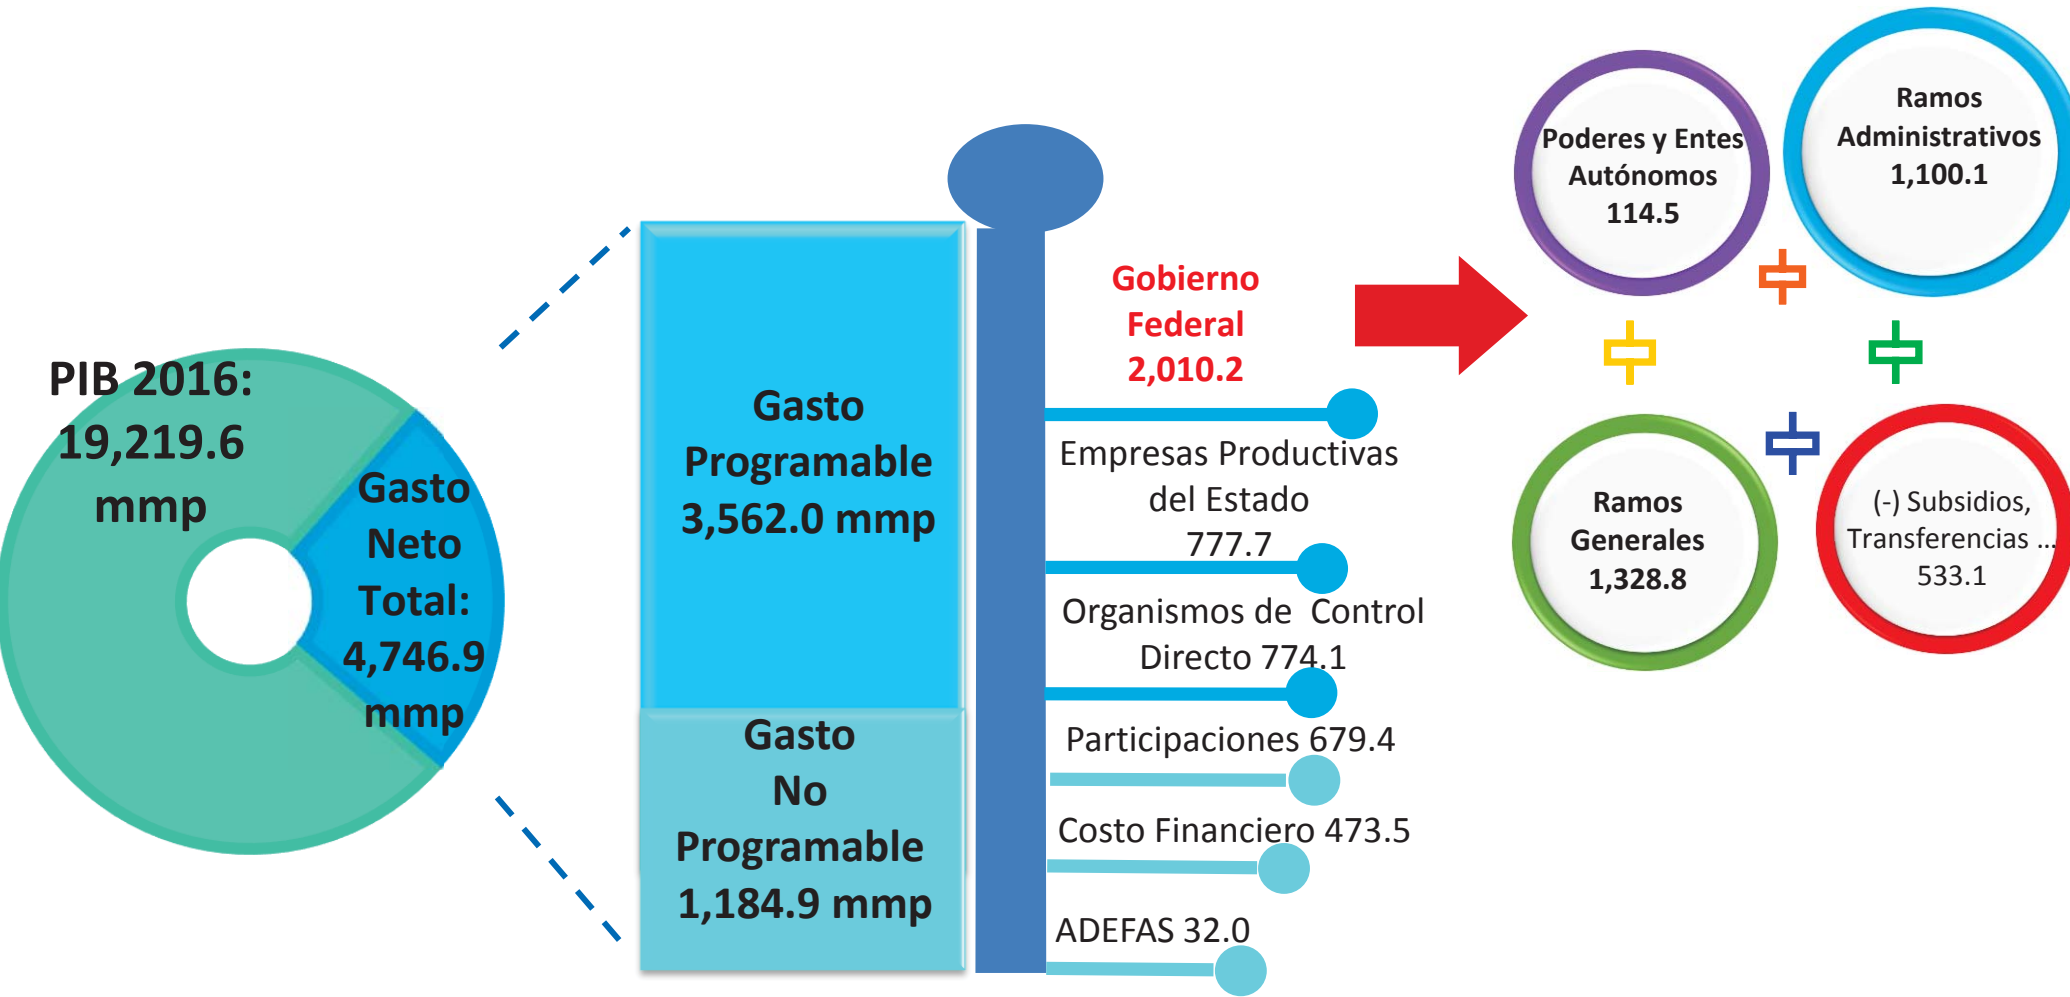 PIB 2016:
19,219.6
mmp
Gasto
Neto
Total:
4,746.9
mmp
Gasto
Programable
3,562.0 mmp
Gasto
No
Programable
1,184.9 mmp
Gobierno
Federal
2,010.2
Empresas Productivas
del Estado
777.7
Organismos de Control
Directo 774.1
Participaciones 679.4
Costo Financiero 473.5
ADEFAS 32.0
Poderes y Entes
Autónomos
114.5
Ramos
Administrativos
1,100.1
Ramos
Generales
1,328.8
(-) Subsidios,
Transferencias ...
533.1